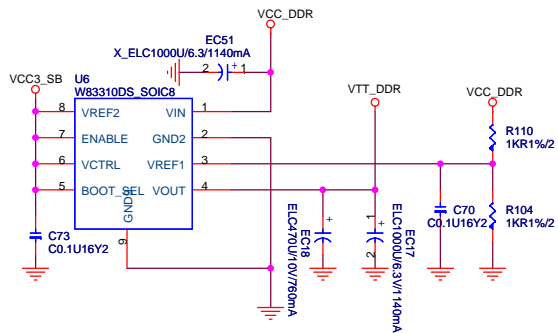 VCC_DDR
EC51
X_ELC1000U/6.3/1140mA
2
+
1
VCC3_SB
U6
W83310DS_SOIC8
VTT_DDR
VCC_DDR
8
VREF2
VIN
1
7
ENABLE
GND2
2
6
VCTRL
VREF1
3
5
BOOT_SEL
VOUT
4
GND
9
R110
1KR1%/2
R104
1KR1%/2
C70
C0.1U16Y2
C73
C0.1U16Y2
+
EC18
ELC470U/10V/760mA
1
+
2
EC17
ELC1000U/6.3V/1140mA